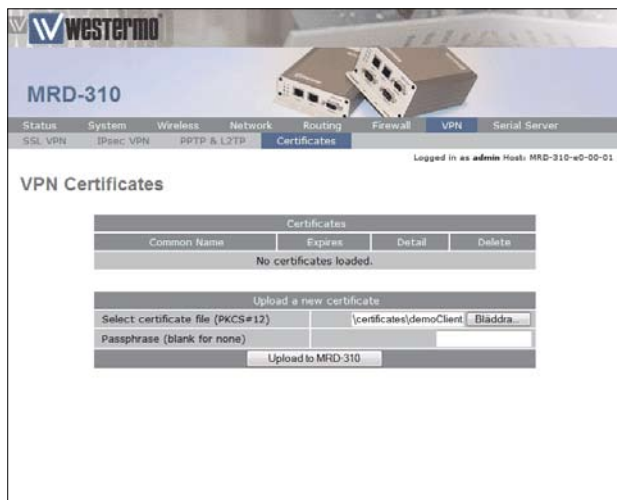 westermo
MRD-310
Status System Wireless Network Routing Firewall VPN Serial Server
SSL VPN IPsec VPN PPTP & L2TP Certificates
Logged in as admin Host: MRD-310-e0-00-01
VPN Certificates
Certificates
Common Name Expires Detail Delete
No certificates loaded.
Upload a new certificate
Select certificate file (PKCS#12) \certificates\demoClient Bläddra...
Passphrase (blank for none)
Upload to MRD-310